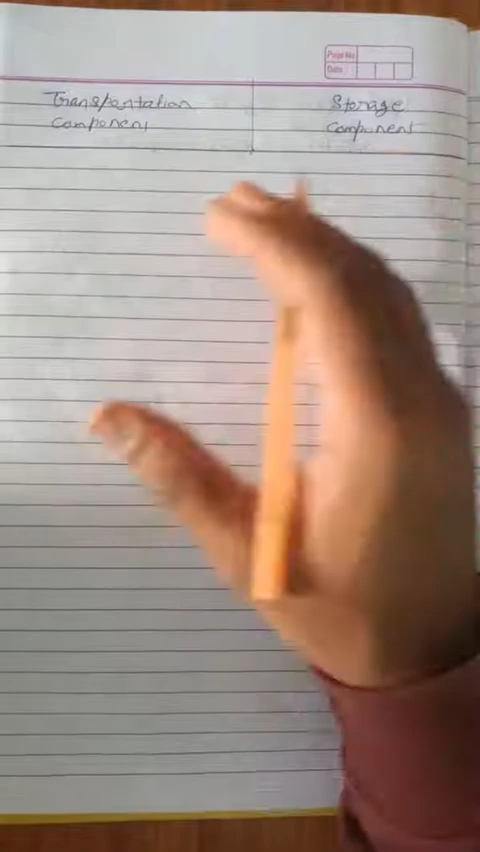 Page No
Date
Transportation
Component
Storage
Component